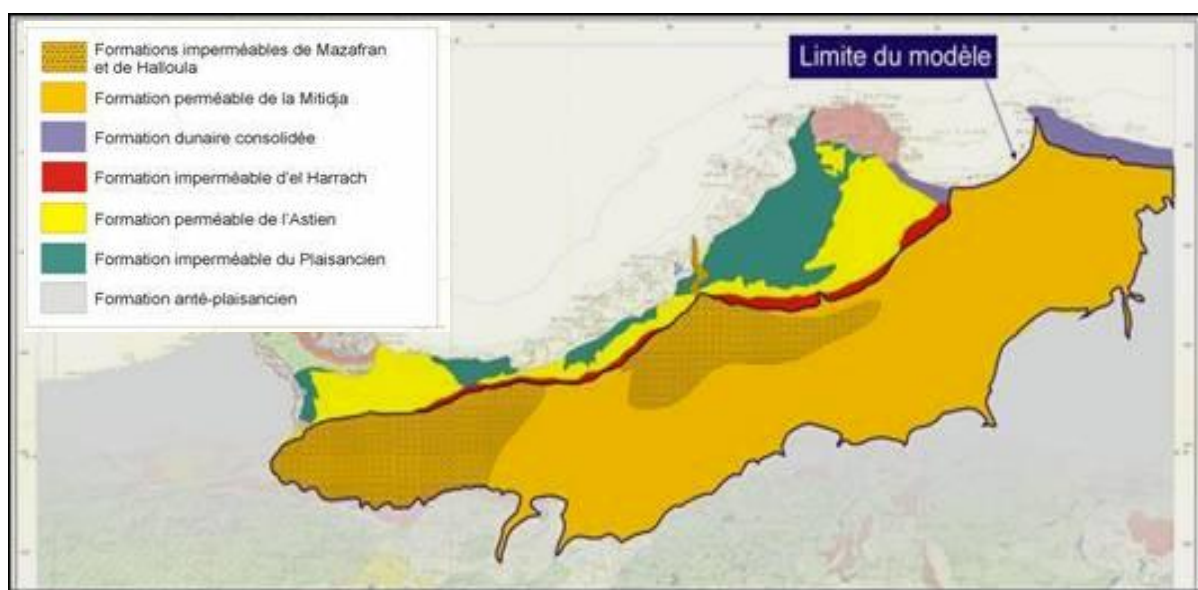 Formations imperméables de Mazafran
et de Halloula
Formation perméable de la Mitidja
Formation dunaire consolidée
Formation imperméable d'el Harrach
Formation perméable de l'Astien
Formation imperméable du Plaisancien
Formation anté-plaisancien
Limite du modèle